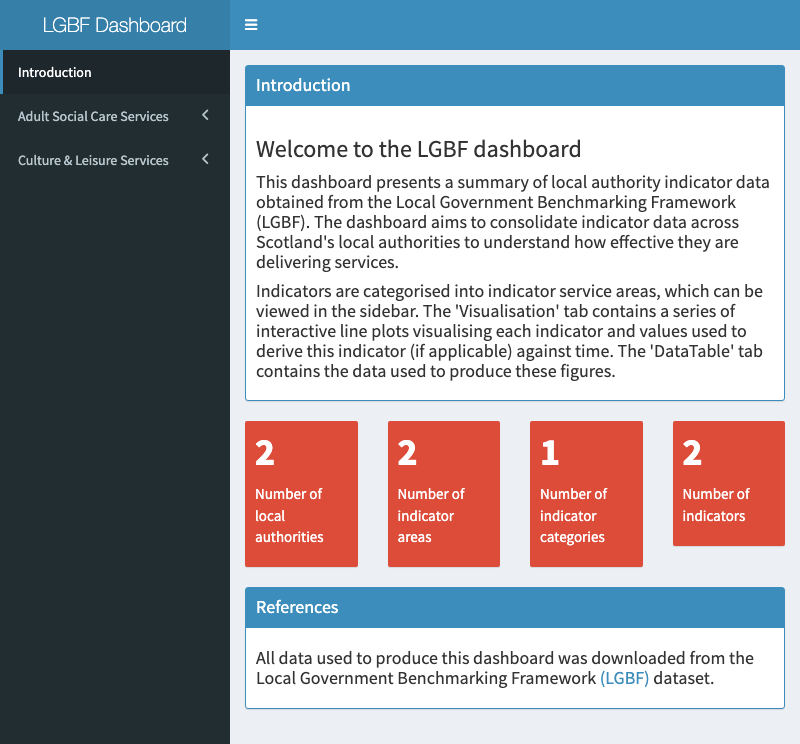 LGBF Dashboard
Introduction
Adult Social Care Services
Culture & Leisure Services
Introduction
Welcome to the LGBF dashboard
This dashboard presents a summary of local authority indicator data
obtained from the Local Government Benchmarking Framework
(LGBF). The dashboard aims to consolidate indicator data across
Scotland's local authorities to understand how effective they are
delivering services.
Indicators are categorised into indicator service areas, which can be
viewed in the sidebar. The 'Visualisation' tab contains a series of
interactive line plots visualising each indicator and values used to
derive this indicator (if applicable) against time. The 'DataTable' tab
contains the data used to produce these figures.
2
Number of
local
authorities
2
Number of
indicator
areas
1
Number of
indicator
categories
2
Number of
indicators
References
All data used to produce this dashboard was downloaded from the
Local Government Benchmarking Framework (LGBF) dataset.